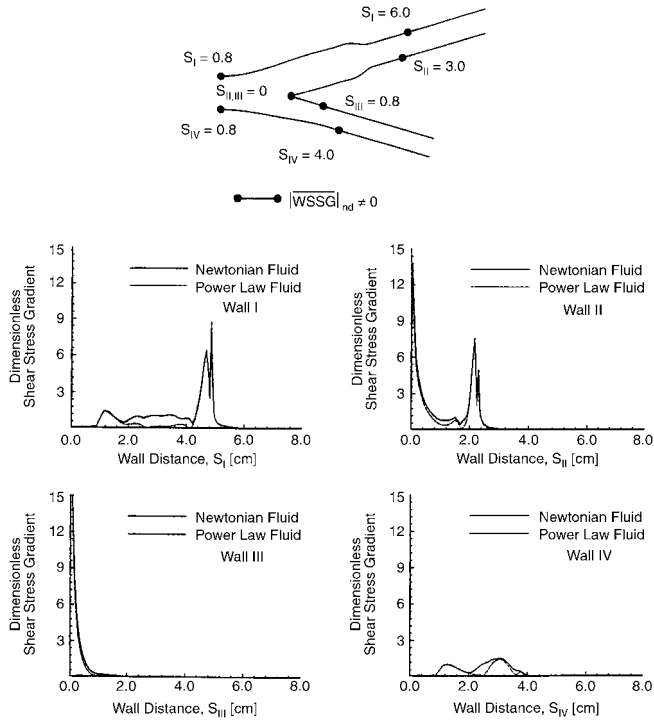 S_I = 6.0
S_I = 0.8
S_II = 3.0
S_II,III = 0
S_III = 0.8
S_IV = 0.8
S_IV = 4.0
|WSSG|_nd ≠ 0
15
12
9
6
3
Dimensionless
Shear Stress Gradient
Newtonian Fluid
Power Law Fluid
Wall I
0.0 2.0 4.0 6.0 8.0
Wall Distance, S_I [cm]
15
12
9
6
3
Dimensionless
Shear Stress Gradient
Newtonian Fluid
Power Law Fluid
Wall II
0.0 2.0 4.0 6.0 8.0
Wall Distance, S_II [cm]
15
12
9
6
3
Dimensionless
Shear Stress Gradient
Newtonian Fluid
Power Law Fluid
Wall III
0.0 2.0 4.0 6.0 8.0
Wall Distance, S_III [cm]
15
12
9
6
3
Dimensionless
Shear Stress Gradient
Newtonian Fluid
Power Law Fluid
Wall IV
0.0 2.0 4.0 6.0 8.0
Wall Distance, S_IV [cm]